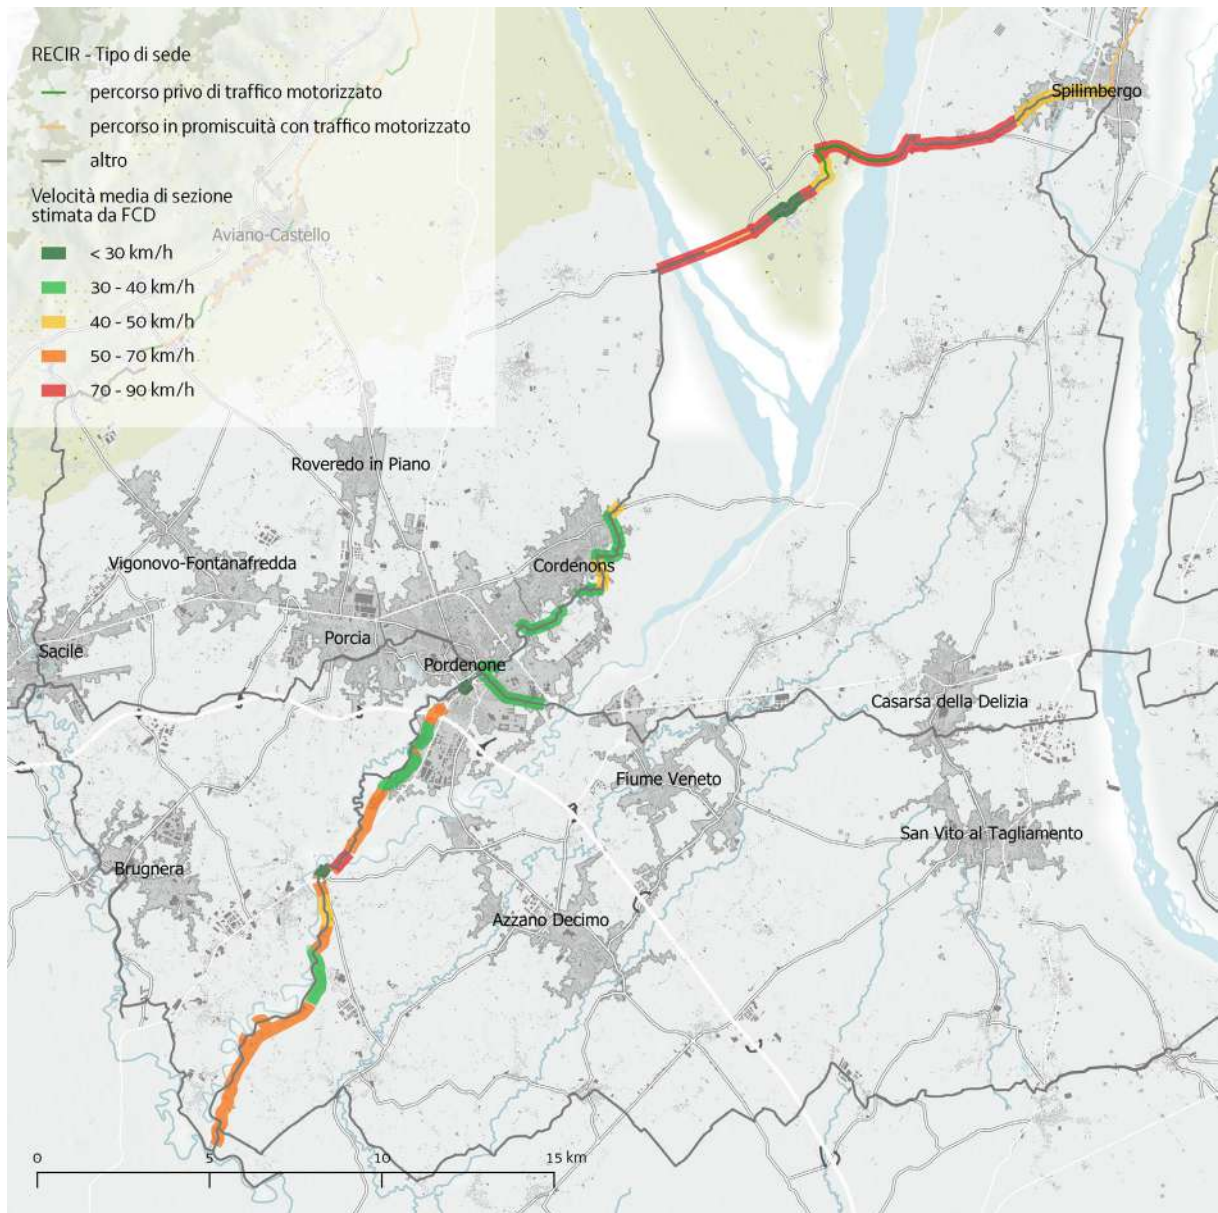 RECIR - Tipo di sede
percorso privo di traffico motorizzato
percorso in promiscuità con traffico motorizzato
altro
Velocità media di sezione
stimata da FCD
< 30 km/h
30 - 40 km/h
40 - 50 km/h
50 - 70 km/h
70 - 90 km/h
Aviano-Castello
Spilimbergo
Roveredo in Piano
Vigonovo-Fontanafredda
Cordenons
Porcia
Sacile
Pordenone
Casarsa della Delizia
Fiume Veneto
San Vito al Tagliamento
Brugnera
Azzano Decimo
0 5 10 15 km